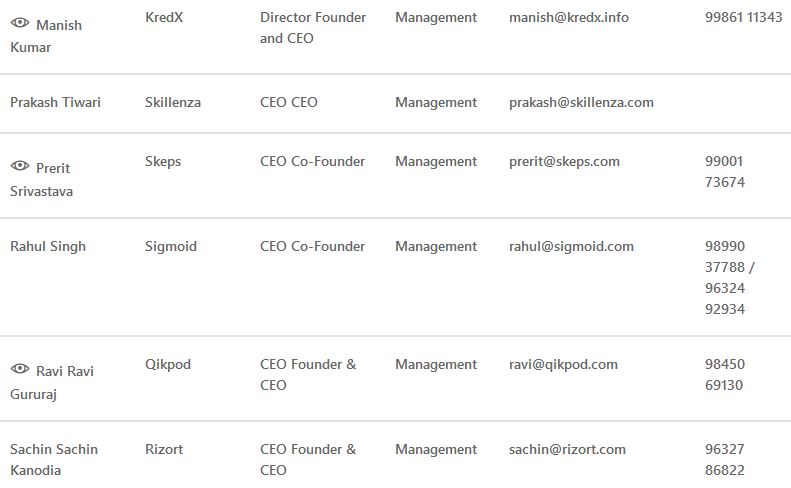 Manish Kumar KredX Director Founder and CEO Management manish@kredx.info 99861 11343
Prakash Tiwari Skillenza CEO CEO Management prakash@skillenza.com
Prerit Srivastava Skeps CEO Co-Founder Management prerit@skeps.com 99001 73674
Rahul Singh Sigmoid CEO Co-Founder Management rahul@sigmoid.com 98990 37788 / 96324 92934
Ravi Ravi Gururaj Qikpod CEO Founder & CEO Management ravi@qikpod.com 98450 69130
Sachin Sachin Kanodia Rizort CEO Founder & CEO Management sachin@rizort.com 96327 86822